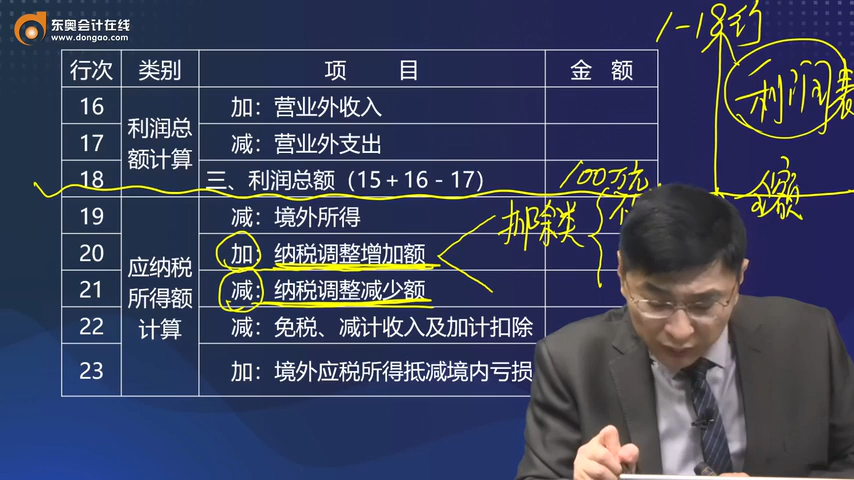 东奥会计在线
www.dongao.com
1-18行
利润表
行次 类别 项 目 金 额
16 加：营业外收入
17 减：营业外支出
利润总额计算
18 三、利润总额（15＋16－17） 100万元
金额
19 减：境外所得
排除类
20 加：纳税调整增加额
21 减：纳税调整减少额
应纳税所得额计算
22 减：免税、减计收入及加计扣除
23 加：境外应税所得抵减境内亏损